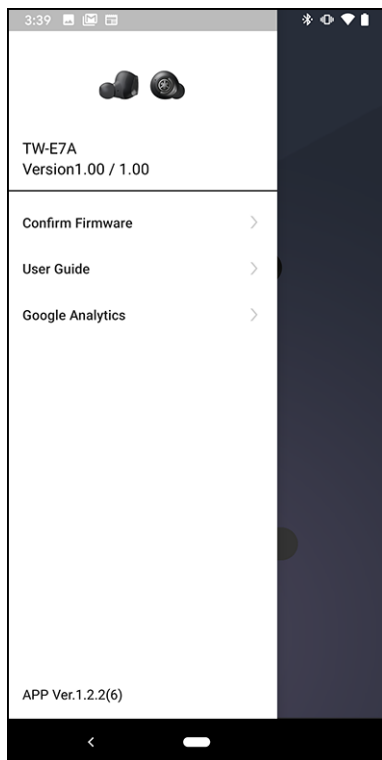 3:39
TW-E7A
Version1.00 / 1.00
Confirm Firmware
User Guide
Google Analytics
APP Ver.1.2.2(6)